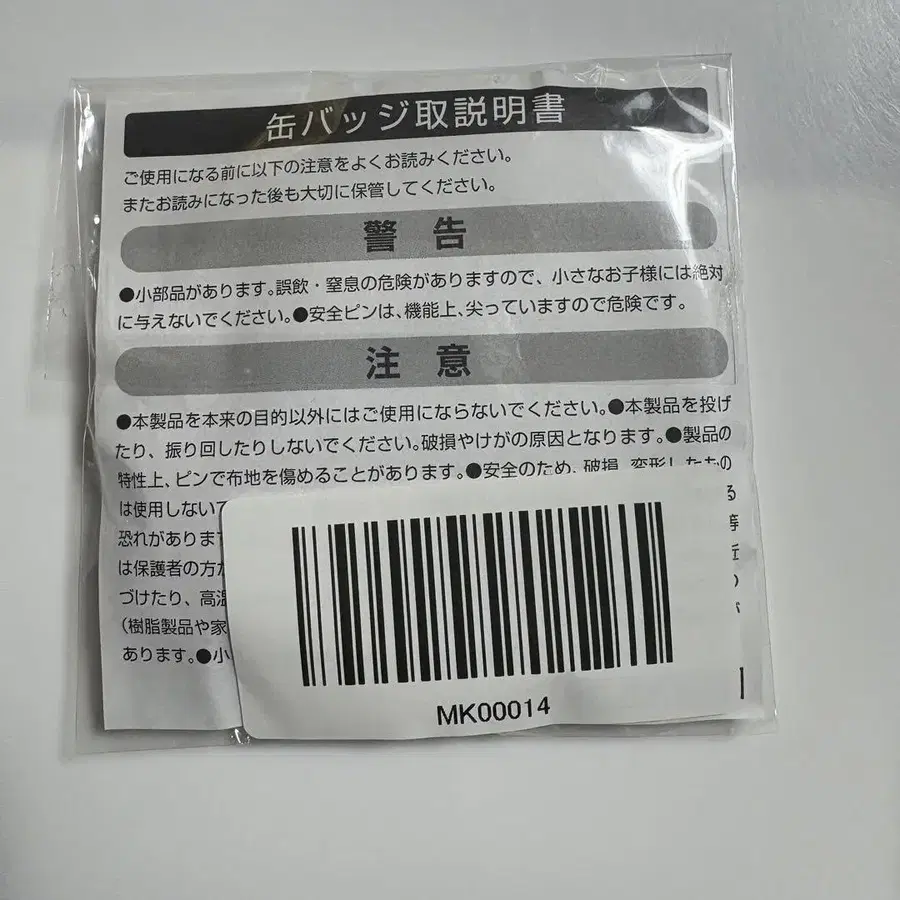 缶バッジ取説明書
ご使用になる前に以下の注意をよくお読みください。
またお読みになった後も大切に保管してください。
警 告
●小部品があります。誤飲・窒息の危険がありますので、小さなお子様には絶対
に与えないでください。●安全ピンは、機能上、尖っていますので危険です。
注 意
●本製品を本来の目的以外にはご使用にならないでください。●本製品を投げ
たり、振り回したりしないでください。破損やけがの原因となります。●製品の
特性上、ピンで布地を傷めることがあります。●安全のため、破損、変形したもの
は使用しないで
る
恐れがありま
等
は保護者の方が
近
づけたり、高温
（樹脂製品や家
あります。●小
MK00014